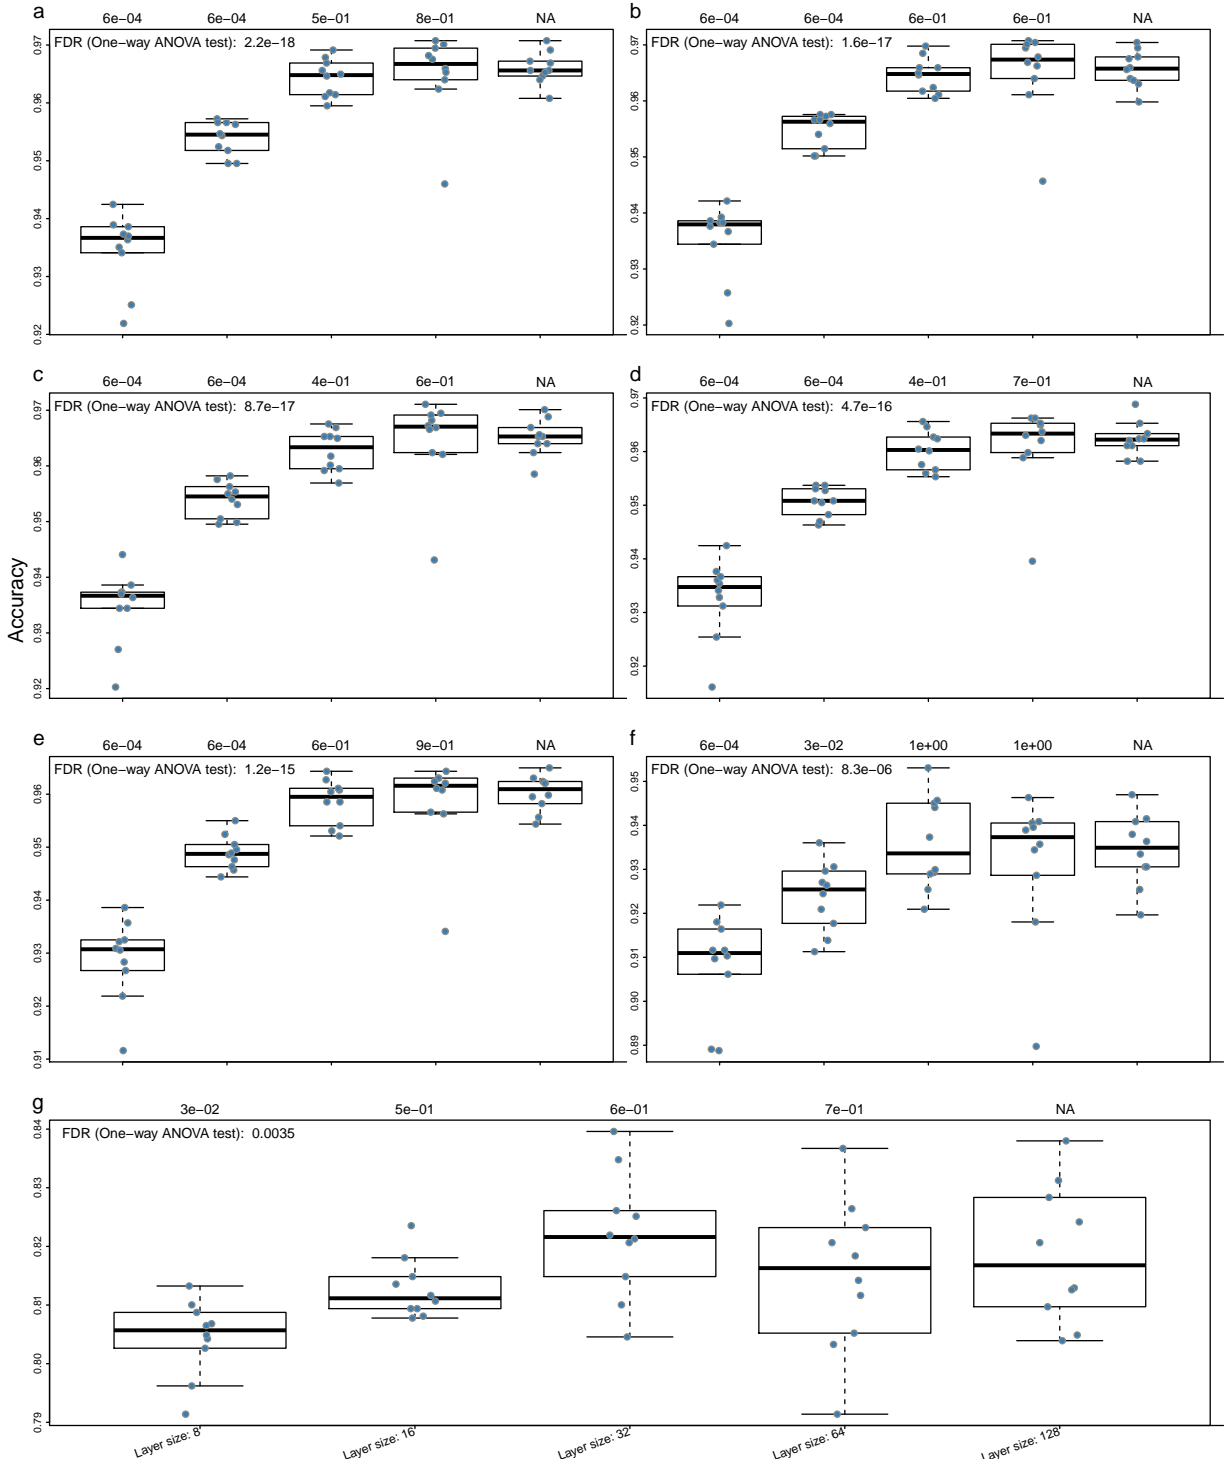 a
6e−04 6e−04 5e−01 8e−01 NA
FDR (One−way ANOVA test): 2.2e−18
0.97
0.96
0.95
0.94
0.93
0.92
b
6e−04 6e−04 6e−01 6e−01 NA
FDR (One−way ANOVA test): 1.6e−17
0.97
0.96
0.95
0.94
0.93
0.92
c
6e−04 6e−04 4e−01 6e−01 NA
FDR (One−way ANOVA test): 8.7e−17
0.97
0.96
0.95
0.94
0.93
0.92
d
6e−04 6e−04 4e−01 7e−01 NA
FDR (One−way ANOVA test): 4.7e−16
0.97
0.96
0.95
0.94
0.93
0.92
Accuracy
e
6e−04 6e−04 6e−01 9e−01 NA
FDR (One−way ANOVA test): 1.2e−15
0.96
0.95
0.94
0.93
0.92
0.91
f
6e−04 3e−02 1e+00 1e+00 NA
FDR (One−way ANOVA test): 8.3e−06
0.95
0.94
0.93
0.92
0.91
0.90
0.89
g
3e−02 5e−01 6e−01 7e−01 NA
FDR (One−way ANOVA test): 0.0035
0.84
0.83
0.82
0.81
0.80
0.79
Layer size: 8 Layer size: 16 Layer size: 32 Layer size: 64 Layer size: 128